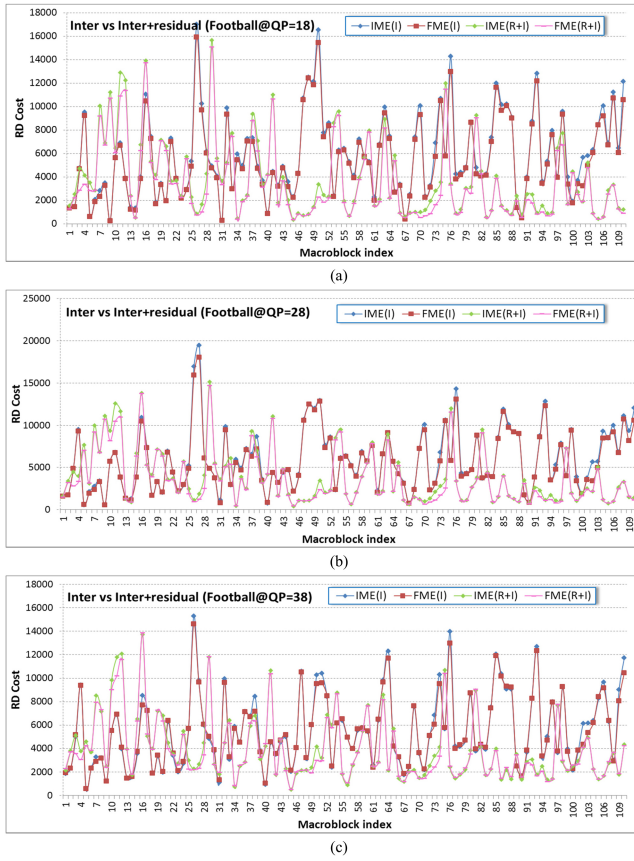 Inter vs Inter+residual (Football@QP=18)
IME(I) FME(I) IME(R+I) FME(R+I)
RD Cost
18000
16000
14000
12000
10000
8000
6000
4000
2000
0
1 4 7 10 13 16 19 22 25 28 31 34 37 40 43 46 49 52 55 58 61 64 67 70 73 76 79 82 85 88 91 94 97 100 103 106 109
Macroblock index
(a)
Inter vs Inter+residual (Football@QP=28)
IME(I) FME(I) IME(R+I) FME(R+I)
RD Cost
25000
20000
15000
10000
5000
0
1 4 7 10 13 16 19 22 25 28 31 34 37 40 43 46 49 52 55 58 61 64 67 70 73 76 79 82 85 88 91 94 97 100 103 106 109
Macroblock index
(b)
Inter vs Inter+residual (Football@QP=38)
IME(I) FME(I) IME(R+I) FME(R+I)
RD Cost
18000
16000
14000
12000
10000
8000
6000
4000
2000
0
1 4 7 10 13 16 19 22 25 28 31 34 37 40 43 46 49 52 55 58 61 64 67 70 73 76 79 82 85 88 91 94 97 100 103 106 109
Macroblock index
(c)